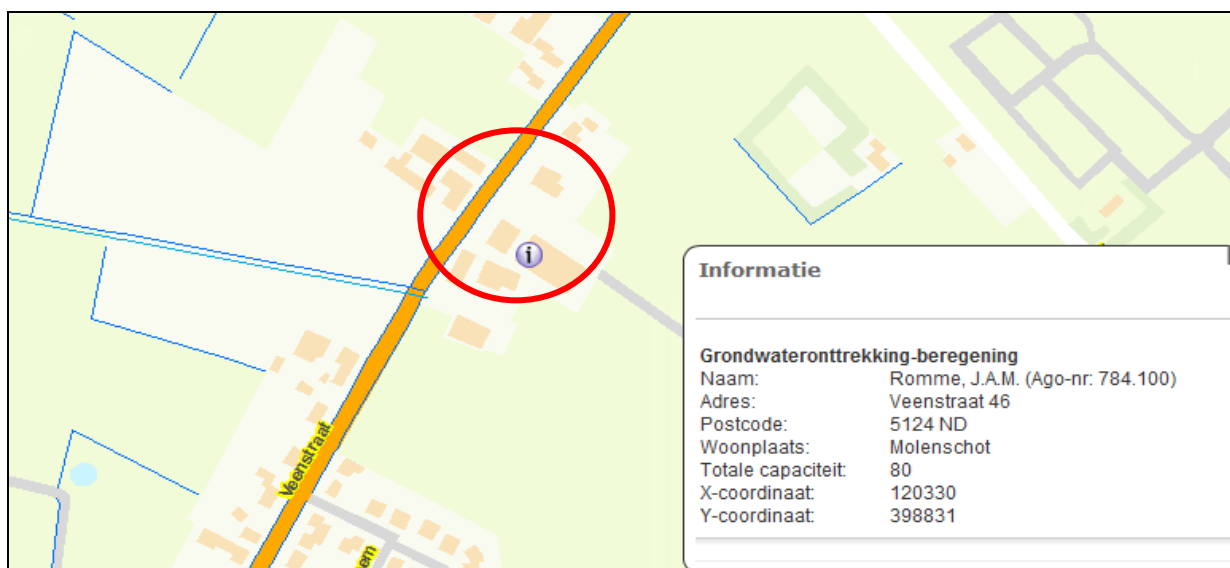 Informatie
Grondwateronttrekking-beregening
Naam: Romme, J.A.M. (Ago-nr: 784.100)
Adres: Veenstraat 46
Postcode: 5124 ND
Woonplaats: Molenschot
Totale capaciteit: 80
X-coordinaat: 120330
Y-coordinaat: 398831
Veenstraat
i